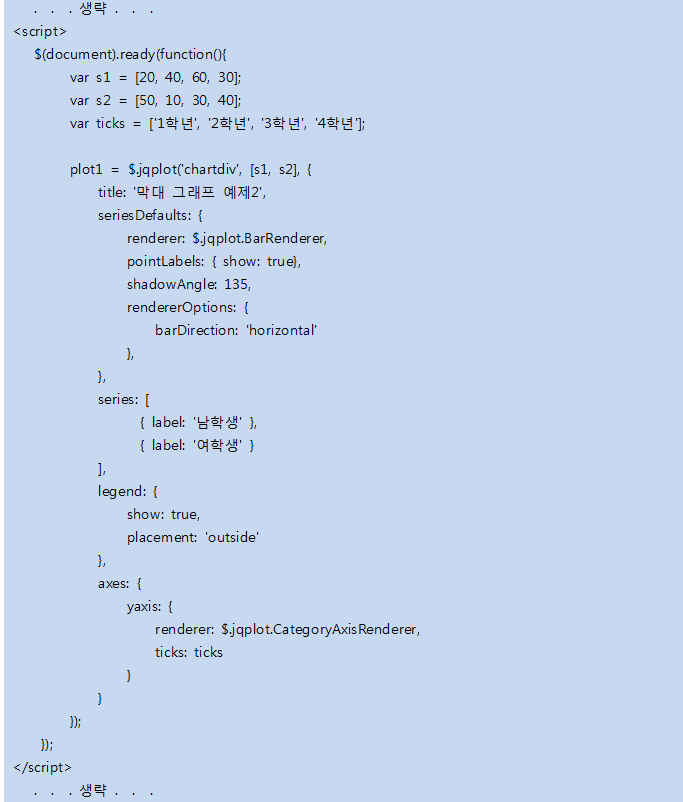 . . . 생략 . . .
<script>
$(document).ready(function(){
var s1 = [20, 40, 60, 30];
var s2 = [50, 10, 30, 40];
var ticks = ['1학년', '2학년', '3학년', '4학년'];
plot1 = $.jqplot('chartdiv', [s1, s2], {
title: '막대 그래프 예제2',
seriesDefaults: {
renderer: $.jqplot.BarRenderer,
pointLabels: { show: true},
shadowAngle: 135,
rendererOptions: {
barDirection: 'horizontal'
},
},
series: [
{ label: '남학생' },
{ label: '여학생' }
],
legend: {
show: true,
placement: 'outside'
},
axes: {
yaxis: {
renderer: $.jqplot.CategoryAxisRenderer,
ticks: ticks
}
}
});
});
</script>
. . . 생략 . . .